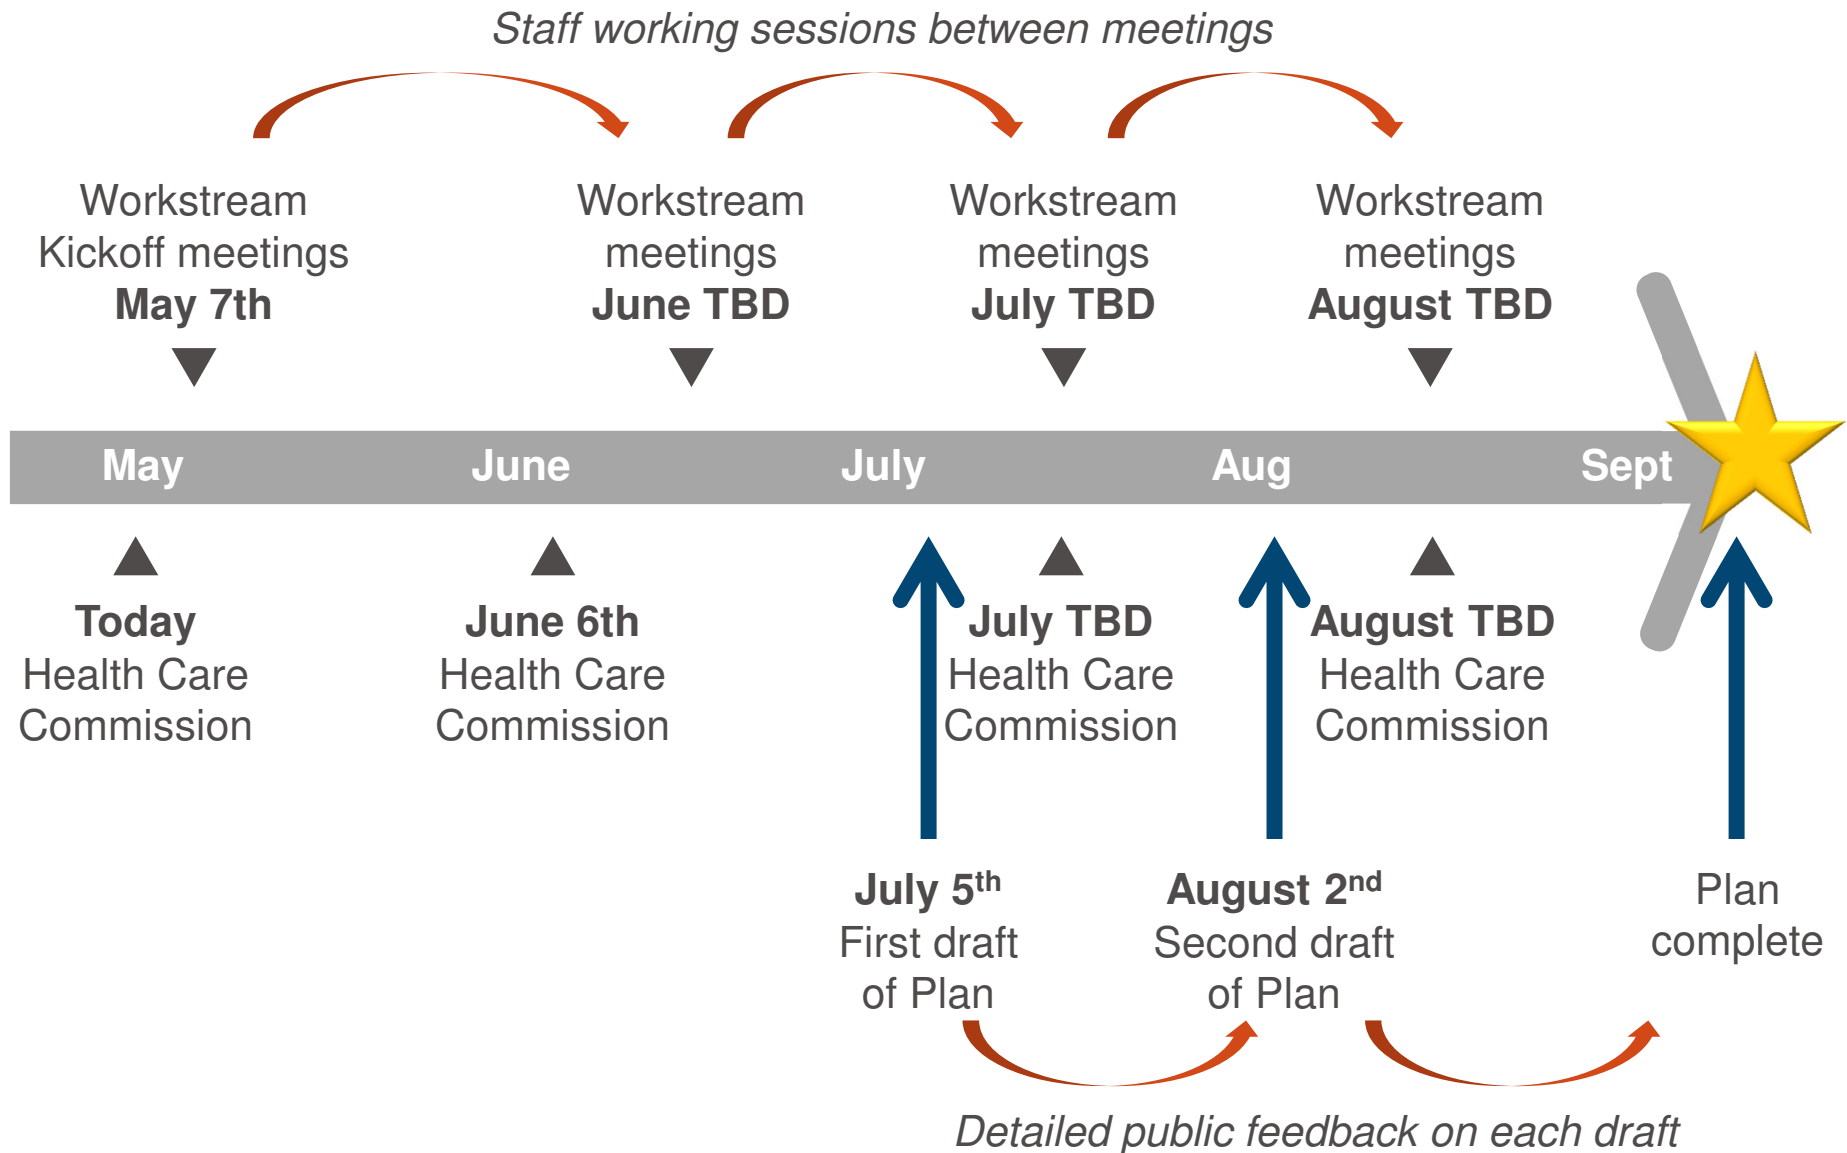 Staff working sessions between meetings
Workstream
Kickoff meetings
May 7th
Workstream
meetings
June TBD
Workstream
meetings
July TBD
Workstream
meetings
August TBD
May
June
July
Aug
Sept
Today
Health Care
Commission
June 6th
Health Care
Commission
July TBD
Health Care
Commission
August TBD
Health Care
Commission
July 5th
First draft
of Plan
August 2nd
Second draft
of Plan
Plan
complete
Detailed public feedback on each draft